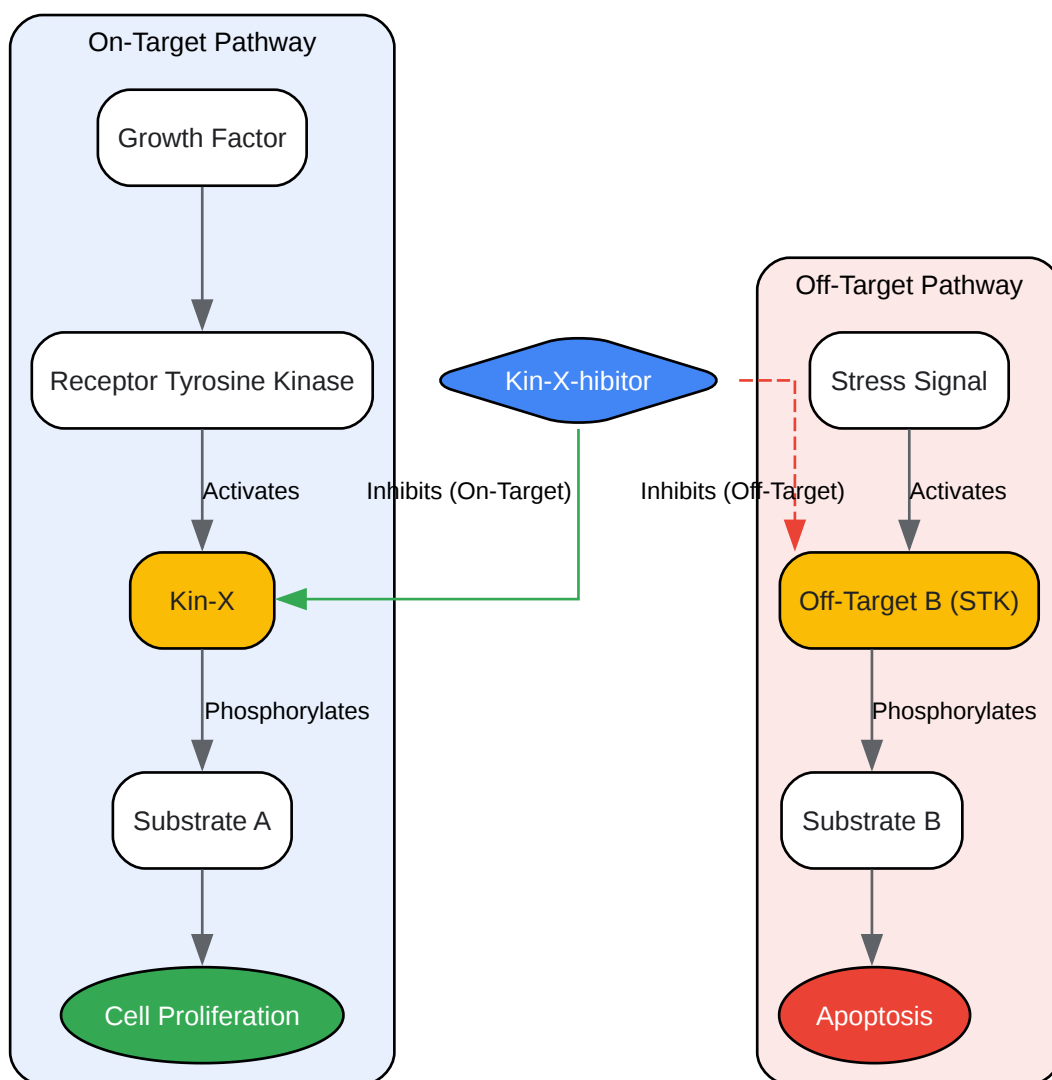 On-Target Pathway
Growth Factor
Receptor Tyrosine Kinase
Activates
Kin-X
Phosphorylates
Substrate A
Cell Proliferation
Kin-X-hibitor
Inhibits (On-Target)
Inhibits (Off-Target)
Off-Target Pathway
Stress Signal
Activates
Off-Target B (STK)
Phosphorylates
Substrate B
Apoptosis